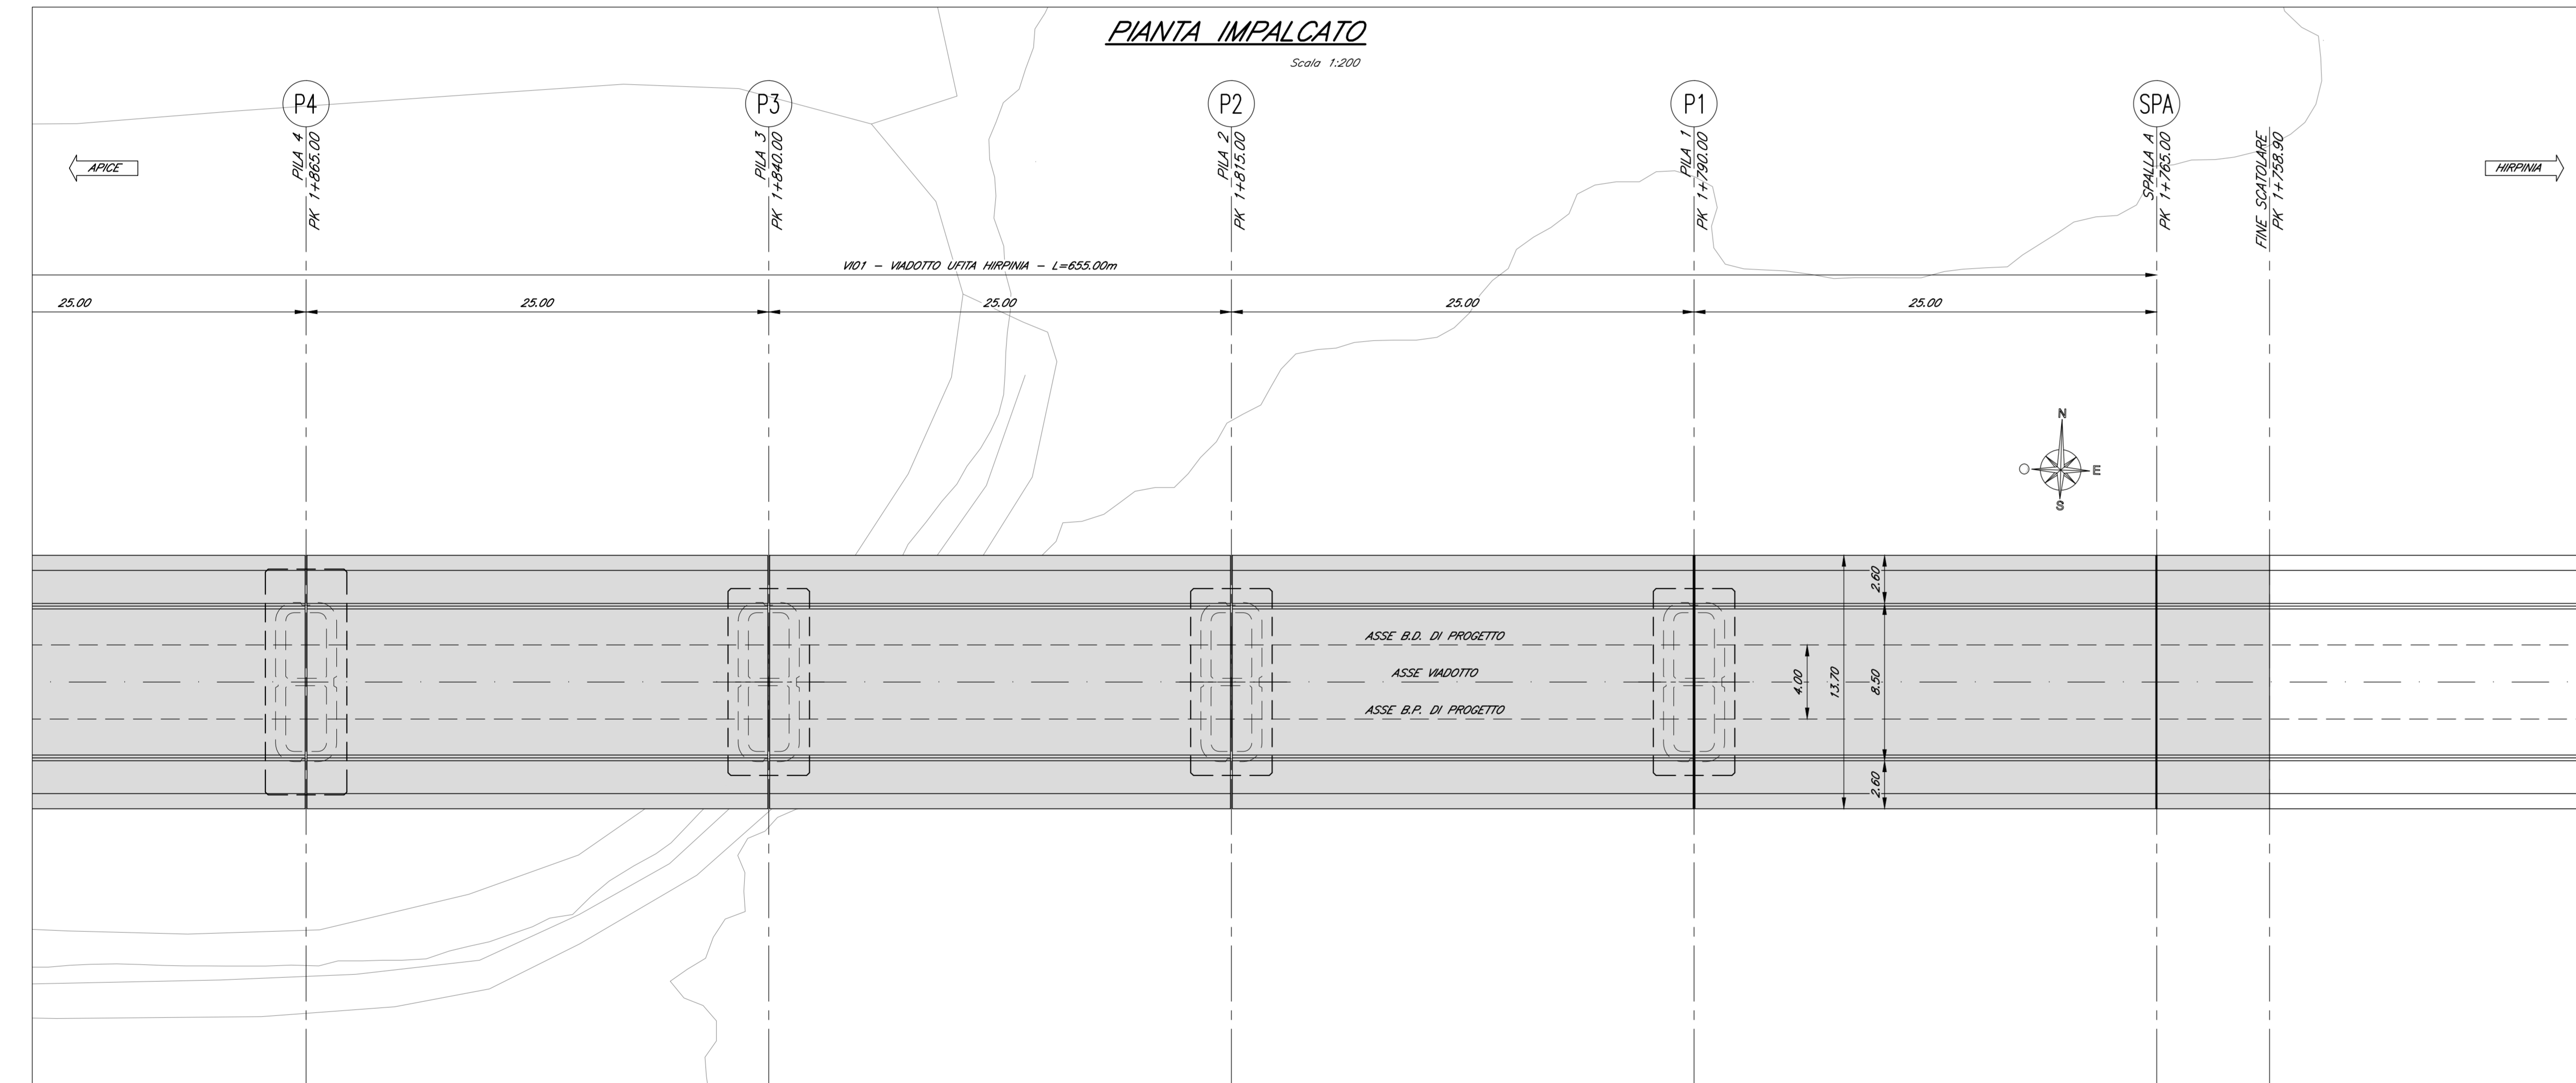 PIANTA IMPALCATO
Scala 1:200
P4
P3
P2
P1
SPA
PILA 4
PK 1+865.00
PILA 3
PK 1+840.00
PILA 2
PK 1+815.00
PILA 1
PK 1+790.00
SPALLA A
PK 1+765.00
FINE SCATOLARE
PK 1+758.90
APICE
HIRPINIA
VI01 - VIADOTTO UFITA HIRPINIA - L=655.00m
25.00
25.00
25.00
25.00
25.00
N
O
E
S
ASSE B.D. DI PROGETTO
ASSE VIADOTTO
ASSE B.P. DI PROGETTO
4.00
13.70
2.60
8.50
2.60